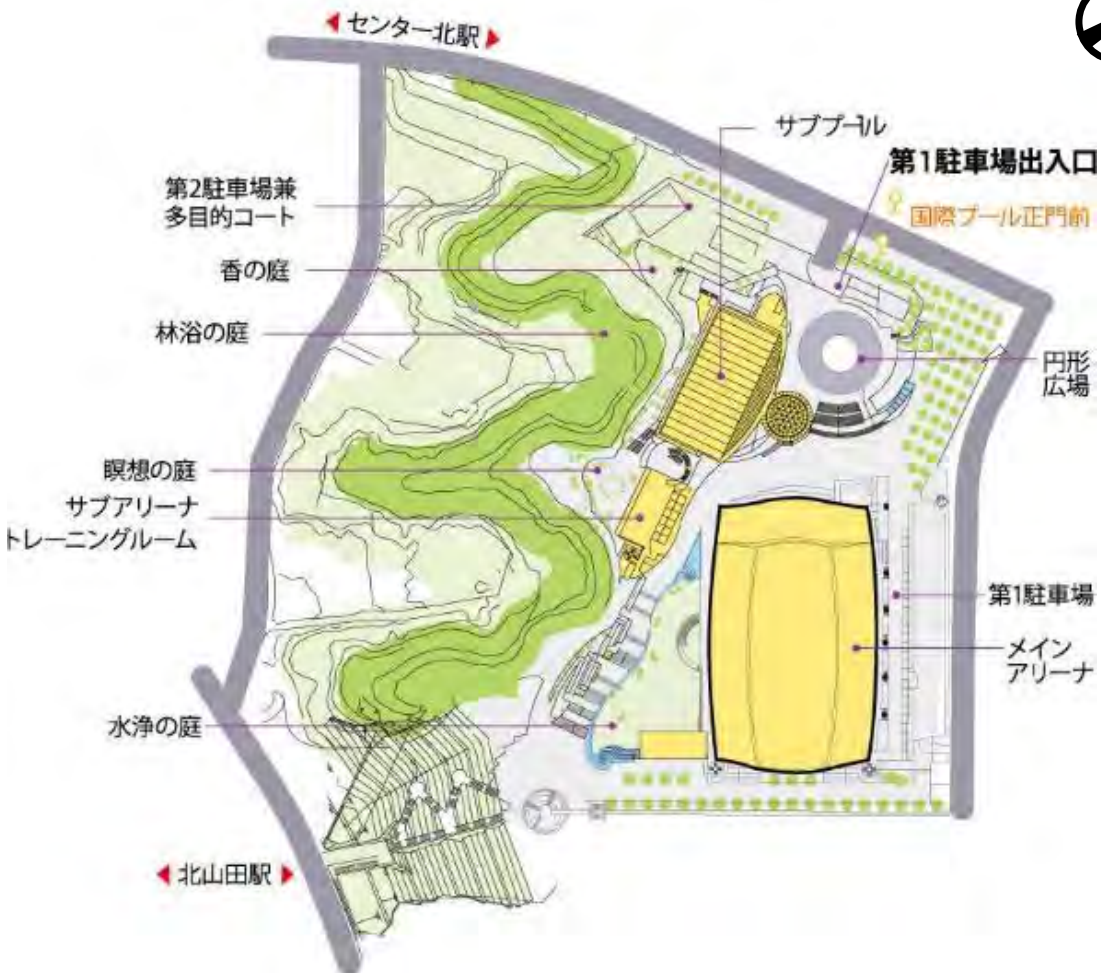 センター北駅
サブプール
第1駐車場出入口
国際プール正門前
第2駐車場兼
多目的コート
香の庭
林浴の庭
円形
広場
瞑想の庭
サブアリーナ
トレーニングルーム
第1駐車場
メイン
アリーナ
水浄の庭
北山田駅